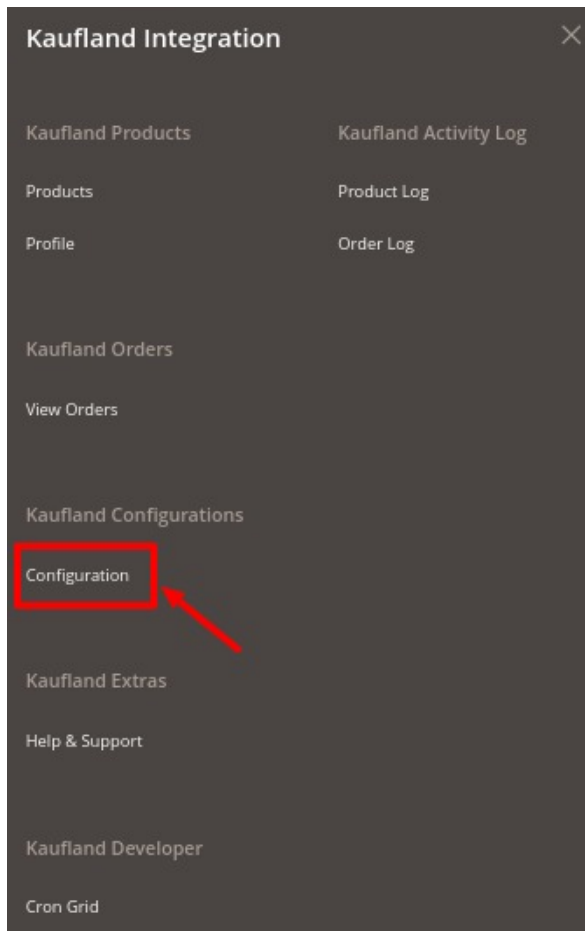 Kaufland Integration
Kaufland Products
Products
Profile
Kaufland Activity Log
Product Log
Order Log
Kaufland Orders
View Orders
Kaufland Configurations
Configuration
Kaufland Extras
Help & Support
Kaufland Developer
Cron Grid